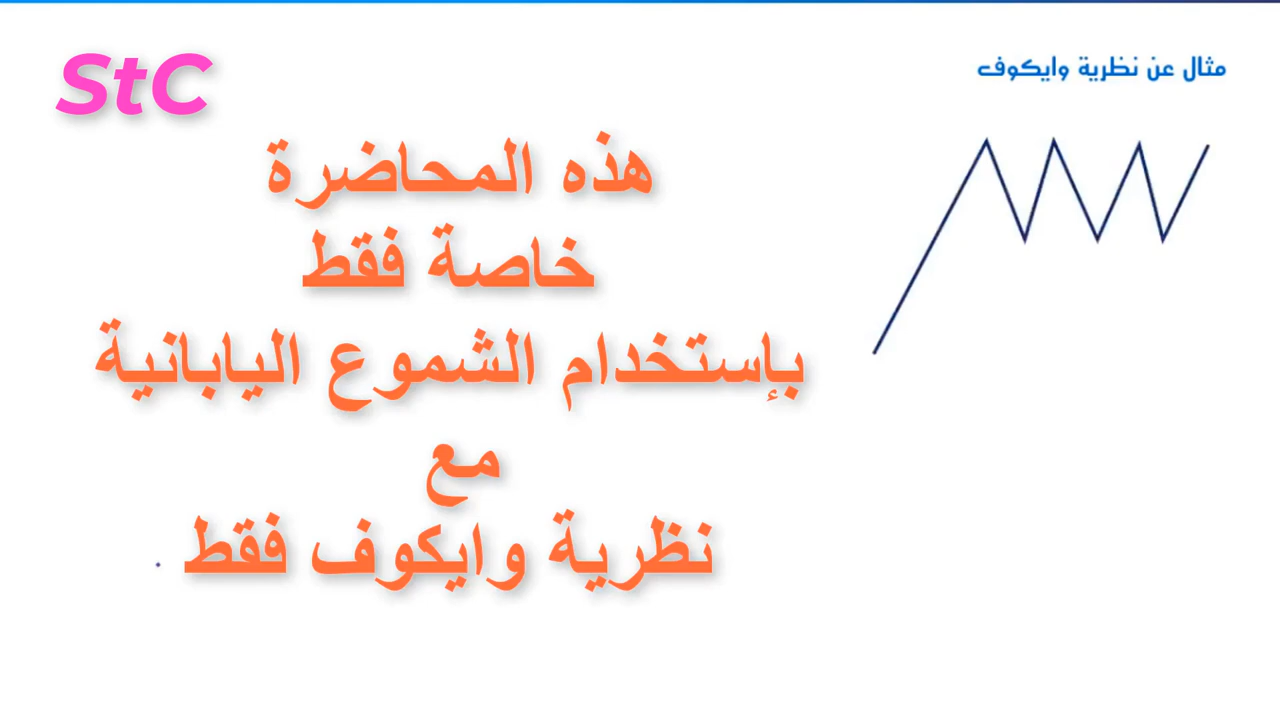 StC
مثال عن نظرية وايكوف
هذه المحاضرة
خاصة فقط
بإستخدام الشموع اليابانية
مع
نظرية وايكوف فقط